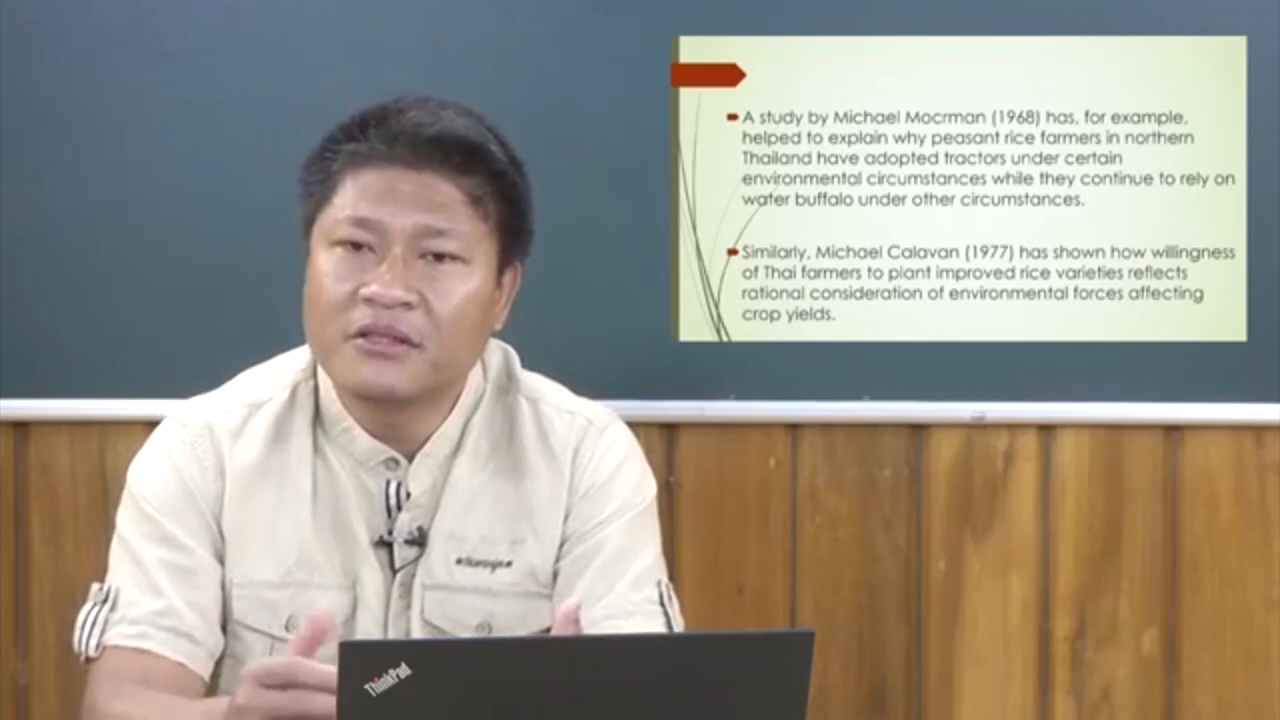 A study by Michael Mocrman (1968) has, for example,
helped to explain why peasant rice farmers in northern
Thailand have adopted tractors under certain
environmental circumstances while they continue to rely on
water buffalo under other circumstances.
Similarly, Michael Calavan (1977) has shown how willingness
of Thai farmers to plant improved rice varieties reflects
rational consideration of environmental forces affecting
crop yields.
ThinkPad